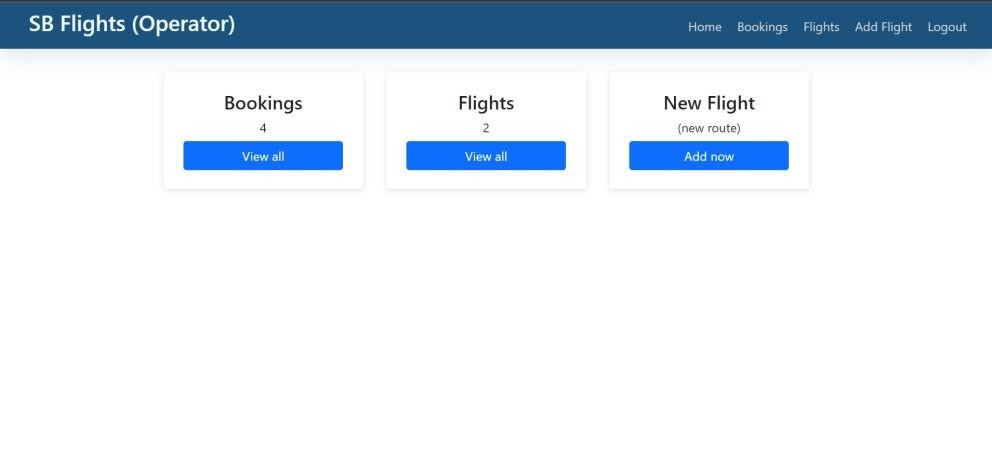 SB Flights (Operator)
Home Bookings Flights Add Flight Logout
Bookings
4
View all
Flights
2
View all
New Flight
(new route)
Add now